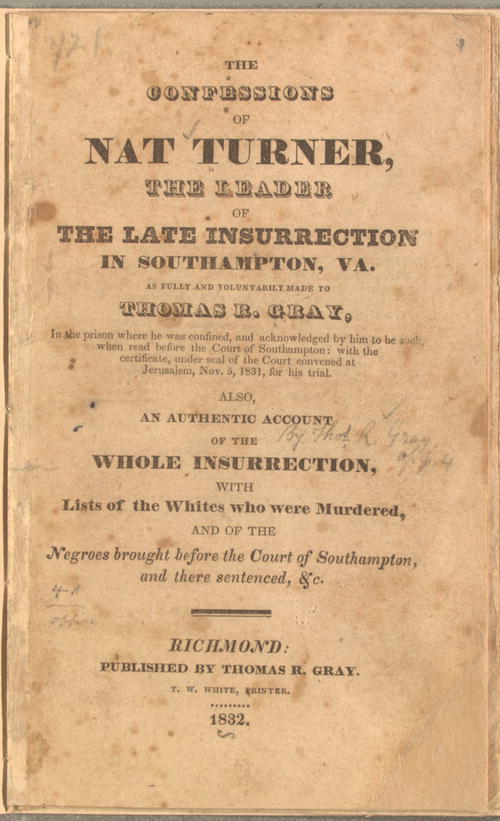 421
THE
CONFESSIONS
OF
NAT TURNER,
THE LEADER
OF
THE LATE INSURRECTION
IN SOUTHAMPTON, VA.
AS FULLY AND VOLUNTARILY MADE TO
THOMAS R. GRAY,
In the prison where he was confined, and acknowledged by him to be such,
when read before the Court of Southampton: with the
certificate, under seal of the Court convened at
Jerusalem, Nov. 5, 1831, for his trial.
ALSO,
AN AUTHENTIC ACCOUNT
OF THE
By Thos. R. Gray
WHOLE INSURRECTION,
WITH
Lists of the Whites who were Murdered,
AND OF THE
Negroes brought before the Court of Southampton,
and there sentenced, &c.
RICHMOND:
PUBLISHED BY THOMAS R. GRAY.
T. W. WHITE, PRINTER.
1832.